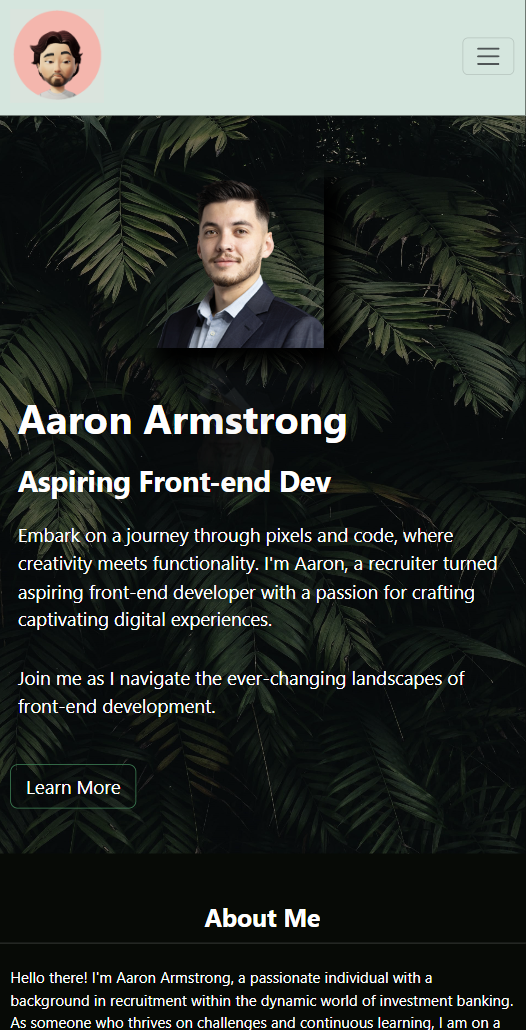 Aaron Armstrong
Aspiring Front-end Dev
Embark on a journey through pixels and code, where
creativity meets functionality. I'm Aaron, a recruiter turned
aspiring front-end developer with a passion for crafting
captivating digital experiences.
Join me as I navigate the ever-changing landscapes of
front-end development.
Learn More
About Me
Hello there! I'm Aaron Armstrong, a passionate individual with a
background in recruitment within the dynamic world of investment banking.
As someone who thrives on challenges and continuous learning, I am on a